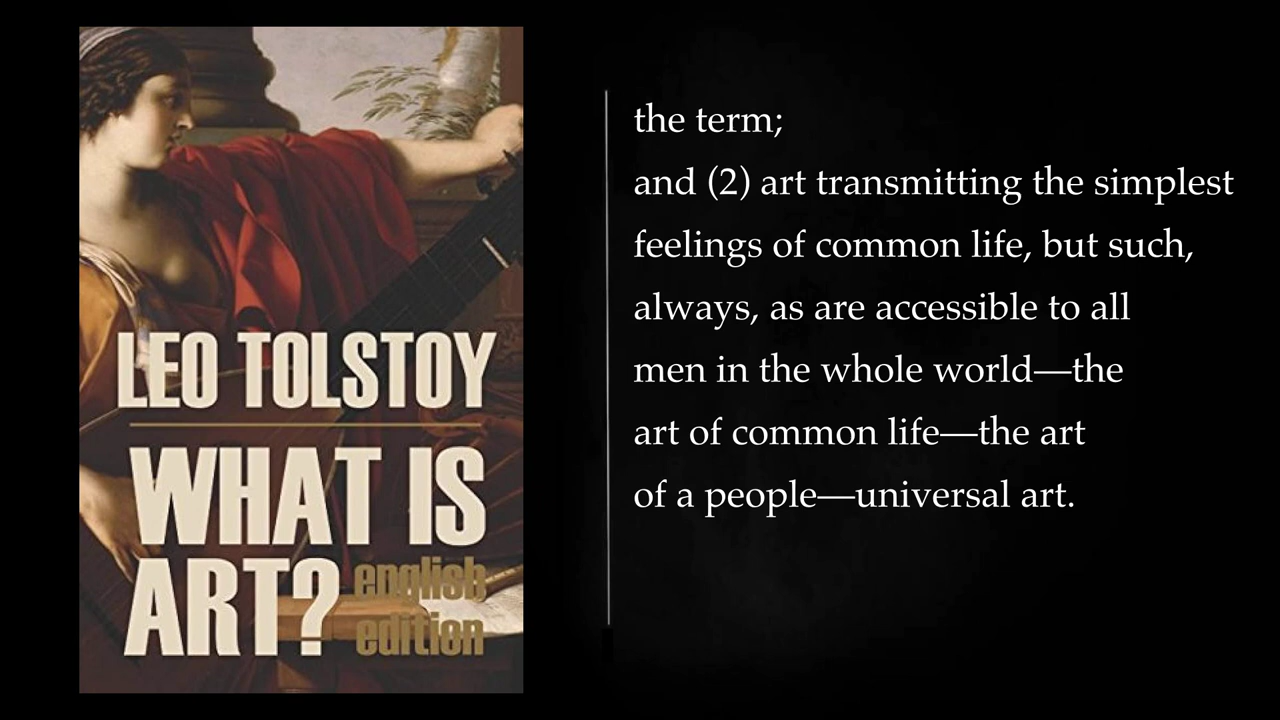 LEO TOLSTOY
WHAT IS
ART?
english
edition
the term;
and (2) art transmitting the simplest
feelings of common life, but such,
always, as are accessible to all
men in the whole world—the
art of common life—the art
of a people—universal art.